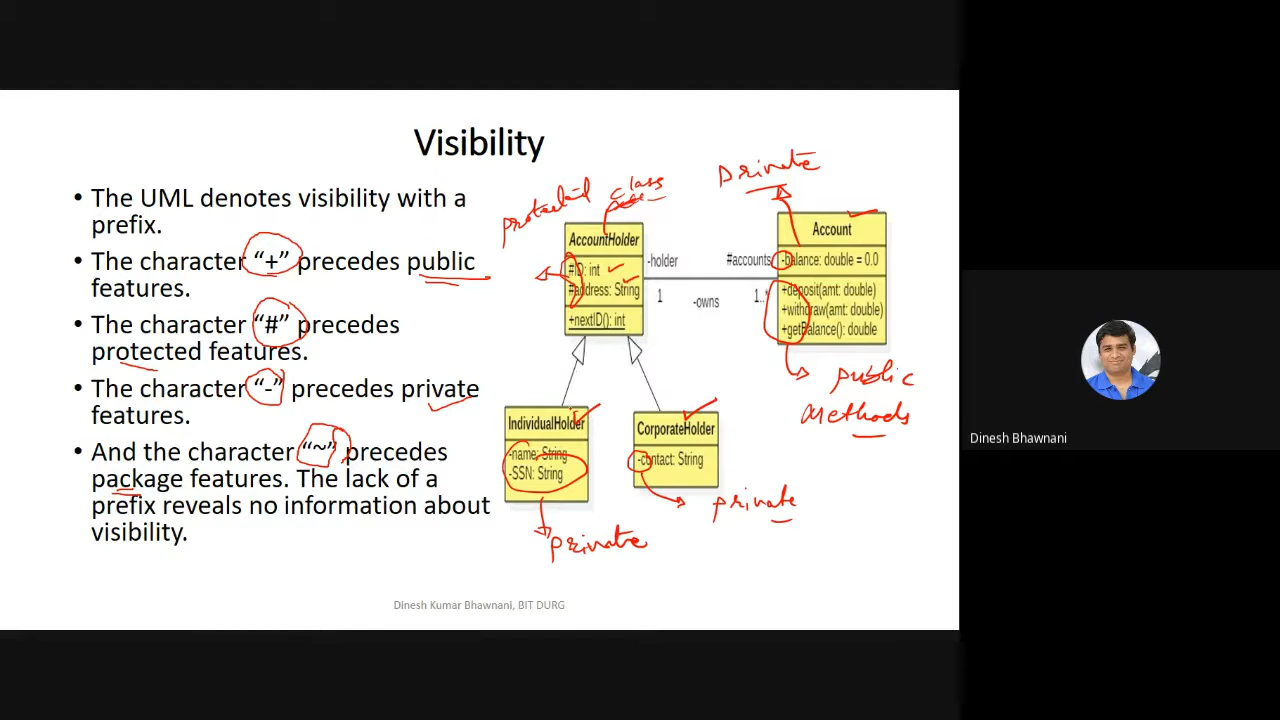 Visibility
• The UML denotes visibility with a
prefix.
• The character “+” precedes public
features.
• The character “#” precedes
protected features.
• The character “-” precedes private
features.
• And the character “~” precedes
package features. The lack of a
prefix reveals no information about
visibility.
protected
class
private
AccountHolder
#ID: int
#address: String
+nextID(): int
-holder
#accounts
1
-owns
1..*
Account
-balance: double = 0.0
+deposit(amt: double)
+withdraw(amt: double)
+getBalance(): double
public
Methods
IndividualHolder
-name: String
-SSN: String
CorporateHolder
-contact: String
private
private
Dinesh Kumar Bhawnani, BIT DURG
Dinesh Bhawnani